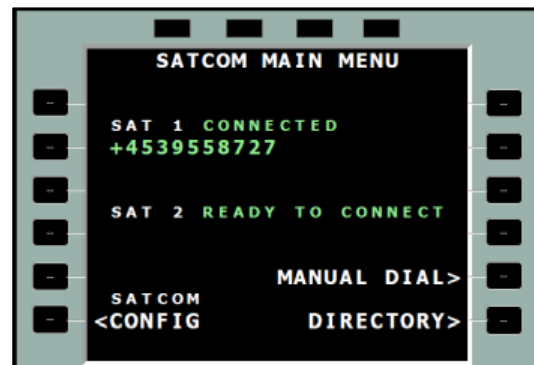 SATCOM MAIN MENU
SAT 1 CONNECTED
+4539558727
SAT 2 READY TO CONNECT
MANUAL DIAL>
SATCOM
<CONFIG DIRECTORY>